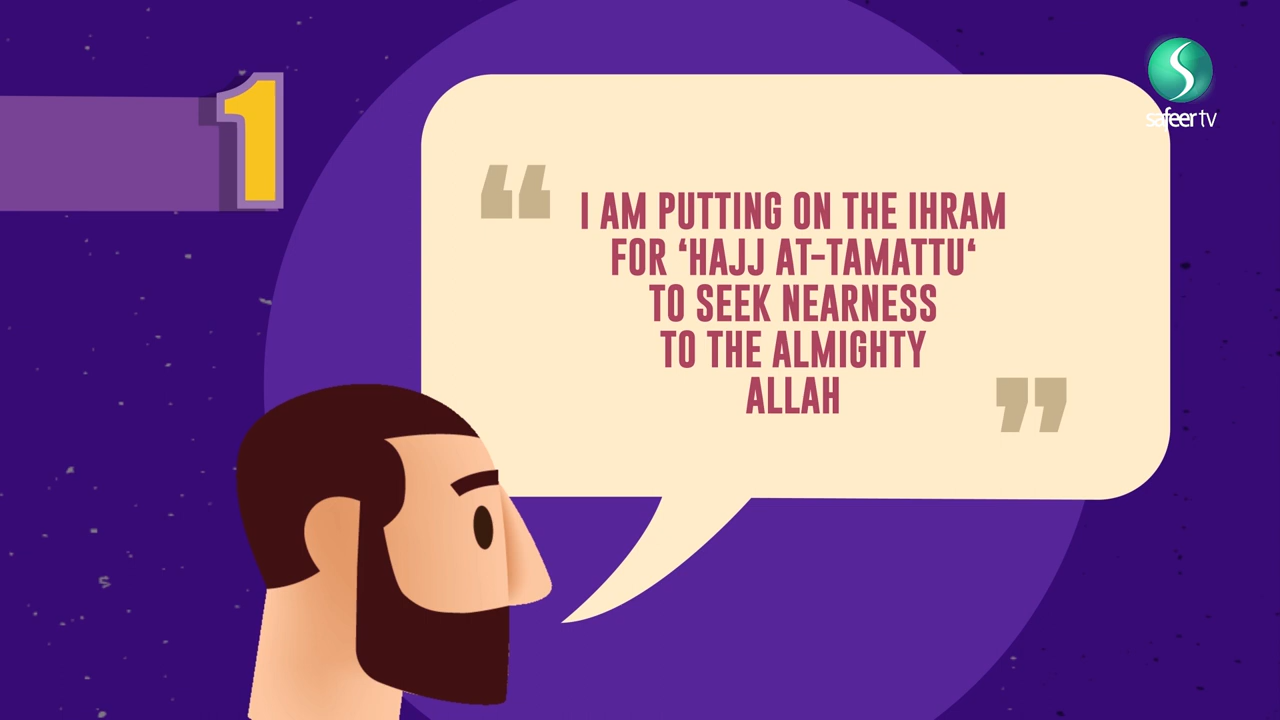 1
safeer tv
“I AM PUTTING ON THE IHRAM
FOR ‘HAJJ AT-TAMATTU‘
TO SEEK NEARNESS
TO THE ALMIGHTY
ALLAH”